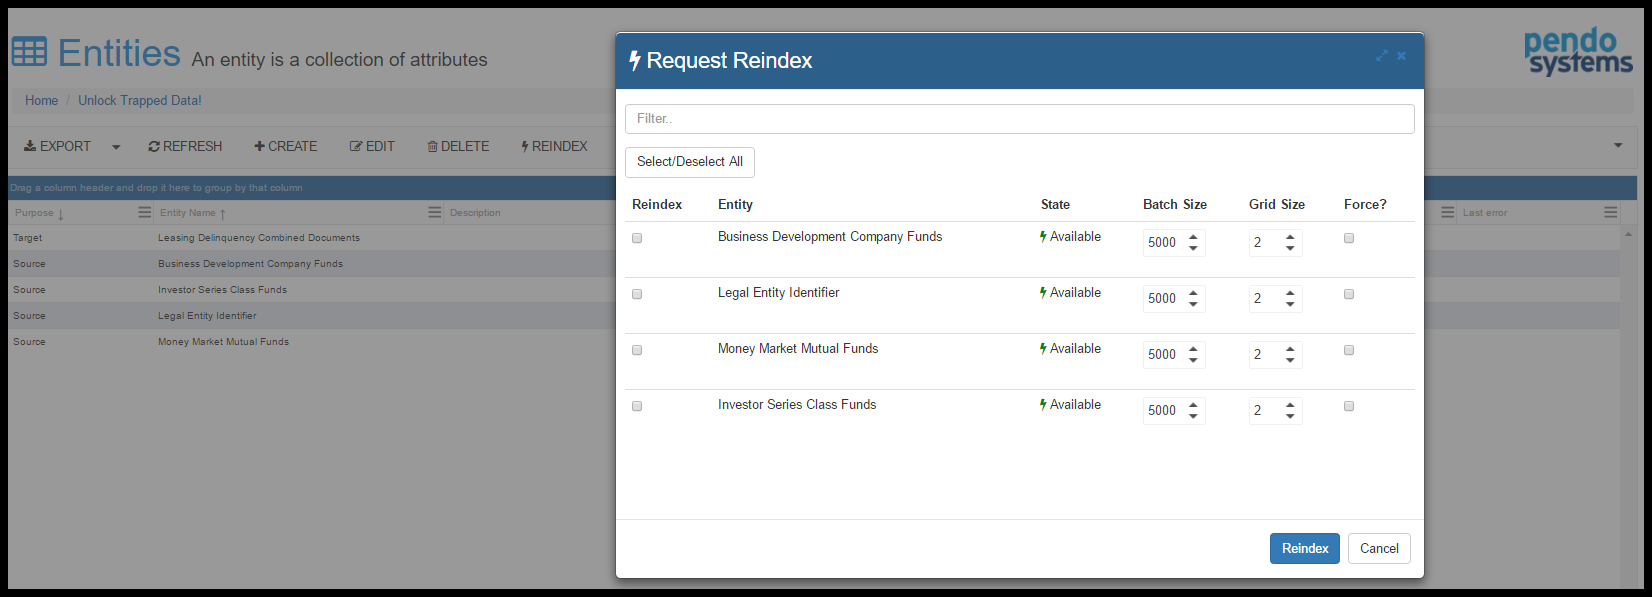 Entities An entity is a collection of attributes
pendo
systems
Home / Unlock Trapped Data!
EXPORT REFRESH CREATE EDIT DELETE REINDEX
Drag a column header and drop it here to group by that column
Purpose Entity Name Description Last error
Target Leasing Delinquency Combined Documents
Source Business Development Company Funds
Source Investor Series Class Funds
Source Legal Entity Identifier
Source Money Market Mutual Funds
Request Reindex
Filter..
Select/Deselect All
Reindex Entity State Batch Size Grid Size Force?
Business Development Company Funds Available 5000 2
Legal Entity Identifier Available 5000 2
Money Market Mutual Funds Available 5000 2
Investor Series Class Funds Available 5000 2
Reindex Cancel